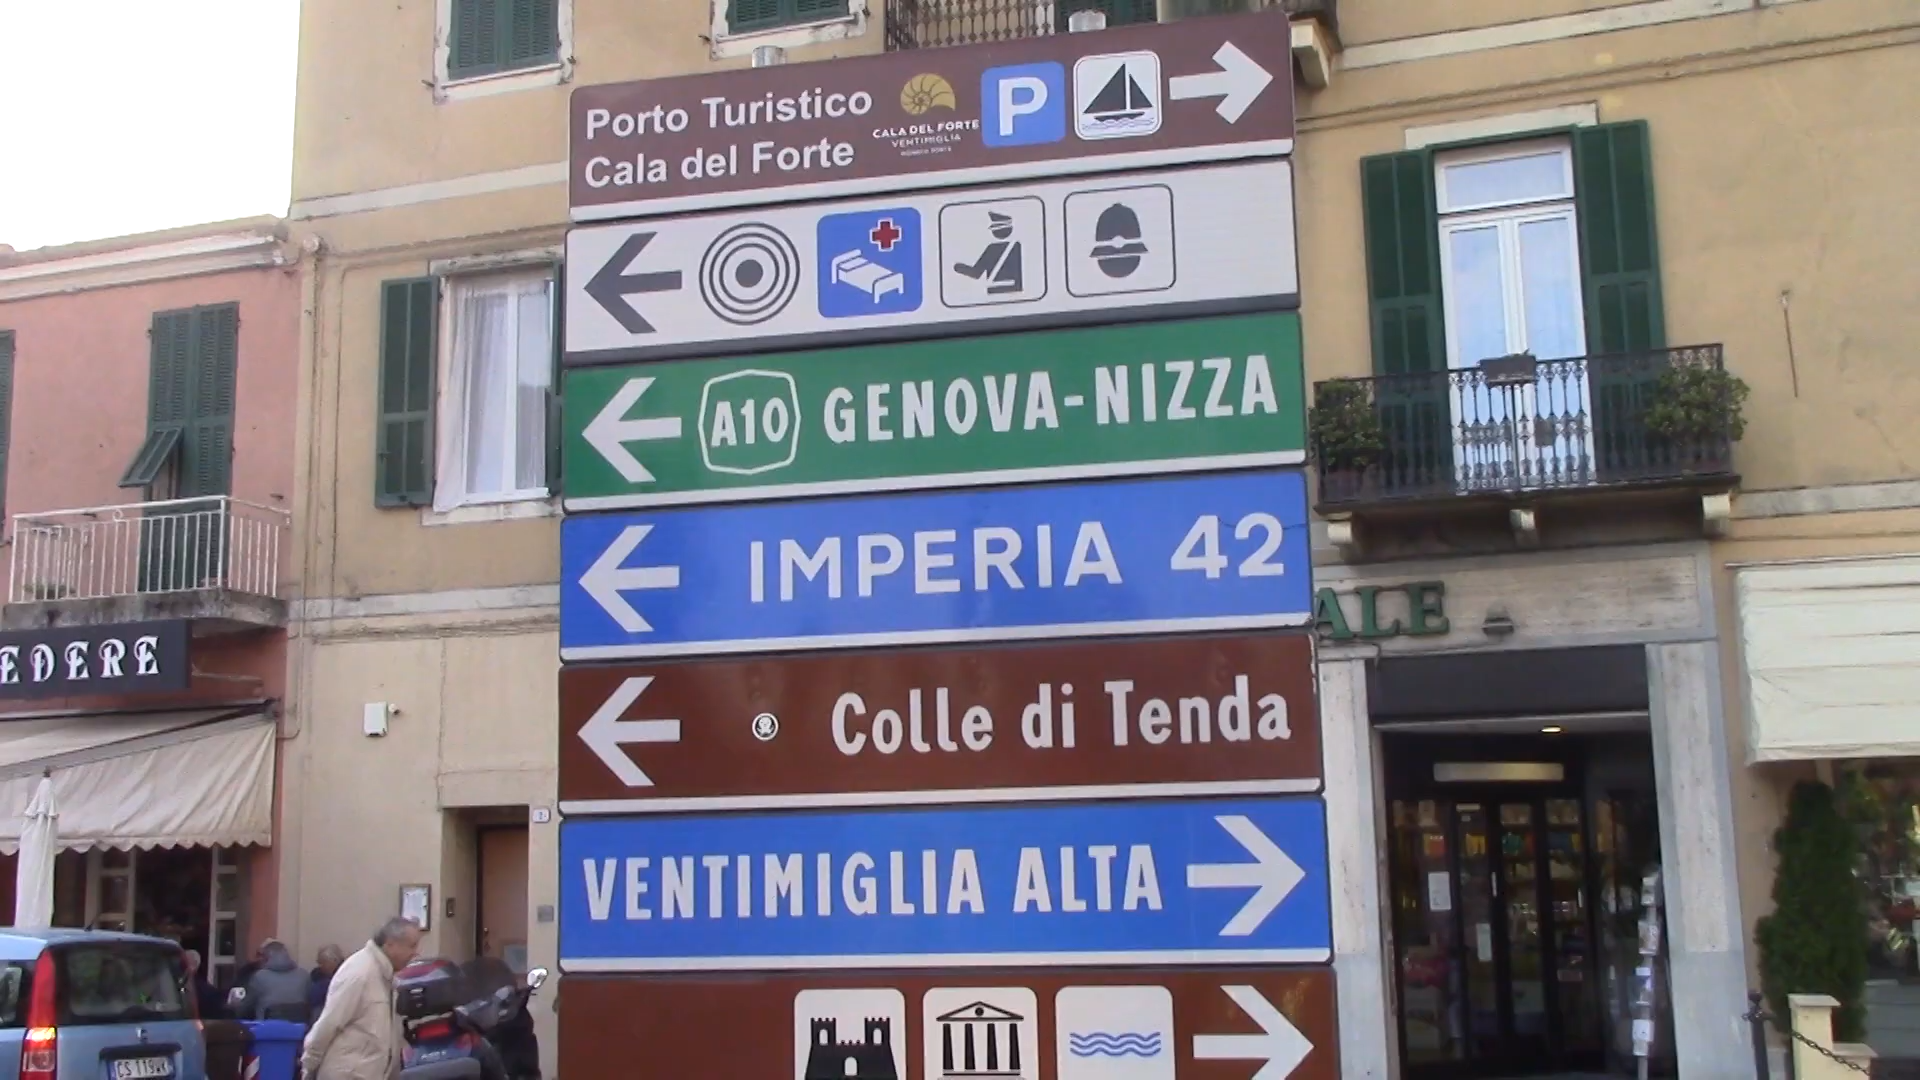 Porto Turistico
Cala del Forte
CALA DEL FORTE
VENTIMIGLIA
P
A10 GENOVA-NIZZA
IMPERIA 42
Colle di Tenda
VENTIMIGLIA ALTA
EDERE
ALE